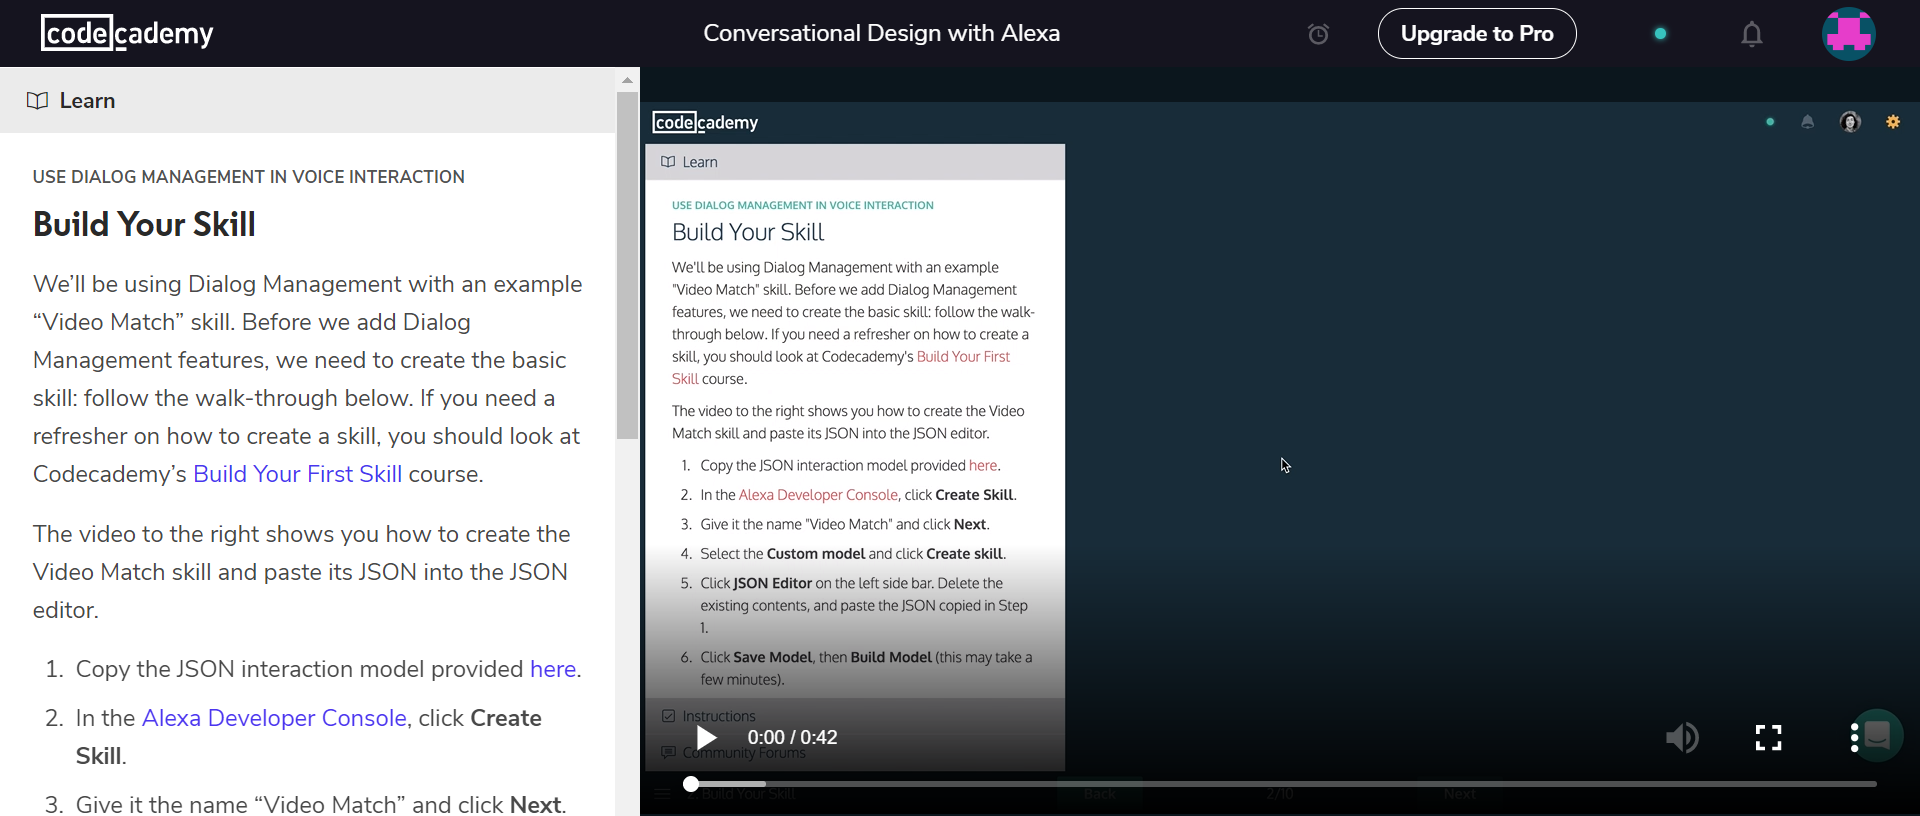 codecademy
Conversational Design with Alexa
Upgrade to Pro
Learn
USE DIALOG MANAGEMENT IN VOICE INTERACTION
Build Your Skill
We’ll be using Dialog Management with an example
“Video Match” skill. Before we add Dialog
Management features, we need to create the basic
skill: follow the walk-through below. If you need a
refresher on how to create a skill, you should look at
Codecademy’s Build Your First Skill course.
The video to the right shows you how to create the
Video Match skill and paste its JSON into the JSON
editor.
1. Copy the JSON interaction model provided here.
2. In the Alexa Developer Console, click Create
Skill.
3. Give it the name “Video Match” and click Next.
codecademy
Learn
USE DIALOG MANAGEMENT IN VOICE INTERACTION
Build Your Skill
We'll be using Dialog Management with an example
"Video Match" skill. Before we add Dialog Management
features, we need to create the basic skill: follow the walk-
through below. If you need a refresher on how to create a
skill, you should look at Codecademy's Build Your First
Skill course.
The video to the right shows you how to create the Video
Match skill and paste its JSON into the JSON editor.
1. Copy the JSON interaction model provided here.
2. In the Alexa Developer Console, click Create Skill.
3. Give it the name "Video Match" and click Next.
4. Select the Custom model and click Create skill.
5. Click JSON Editor on the left side bar. Delete the
existing contents, and paste the JSON copied in Step
1.
6. Click Save Model, then Build Model (this may take a
few minutes).
Instructions
Community Forums
0:00 / 0:42
2. Build Your Skill
Back
2/10
Next